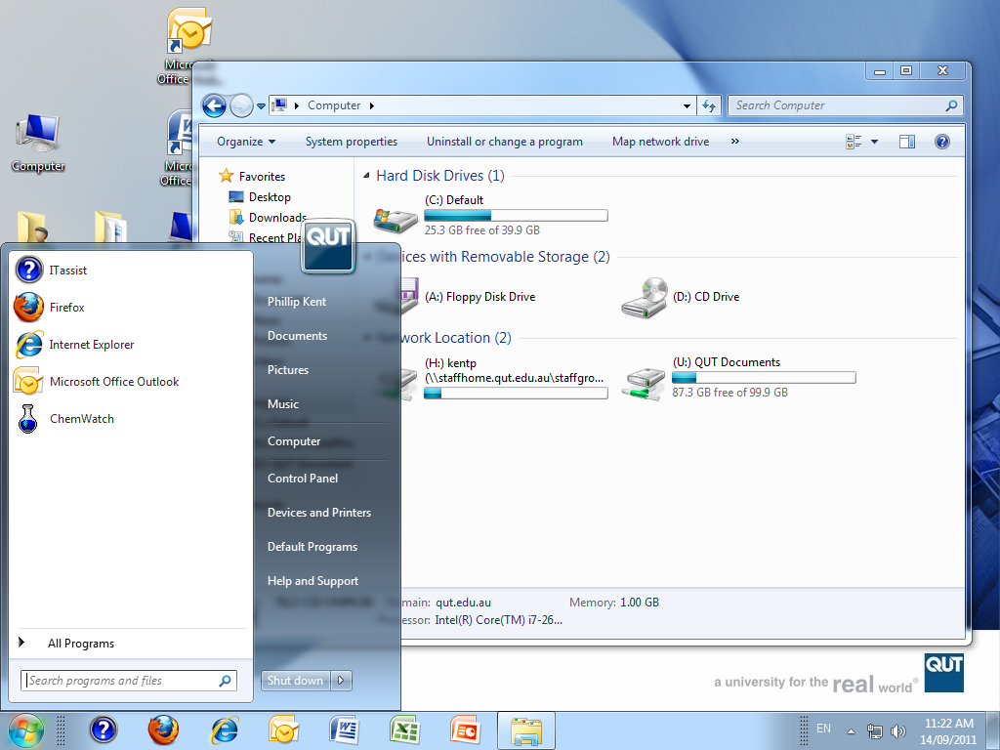 Micros
Office
Computer
Micro
Office
Computer
Search Computer
Organize
System properties
Uninstall or change a program
Map network drive
»
Favorites
Desktop
Downloads
Recent Pla
Hard Disk Drives (1)
(C:) Default
25.3 GB free of 39.9 GB
Devices with Removable Storage (2)
(A:) Floppy Disk Drive
(D:) CD Drive
Network Location (2)
(H:) kentp
(\\staffhome.qut.edu.au\staffgro...
(U:) QUT Documents
87.3 GB free of 99.9 GB
Domain: qut.edu.au
Memory: 1.00 GB
Processor: Intel(R) Core(TM) i7-26...
QUT
ITassist
Firefox
Internet Explorer
Microsoft Office Outlook
ChemWatch
All Programs
Search programs and files
Phillip Kent
Documents
Pictures
Music
Computer
Control Panel
Devices and Printers
Default Programs
Help and Support
Shut down
a university for the real world®
QUT
EN
11:22 AM
14/09/2011